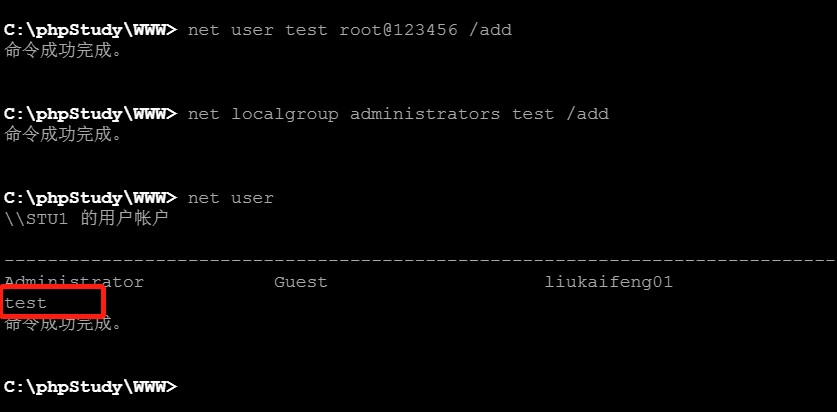 C:\phpStudy\WWW> net user test root@123456 /add
命令成功完成。
C:\phpStudy\WWW> net localgroup administrators test /add
命令成功完成。
C:\phpStudy\WWW> net user
\\STU1 的用户帐户
-------------------------------------------------------------------------------
Administrator Guest liukaifeng01
test
命令成功完成。
C:\phpStudy\WWW>